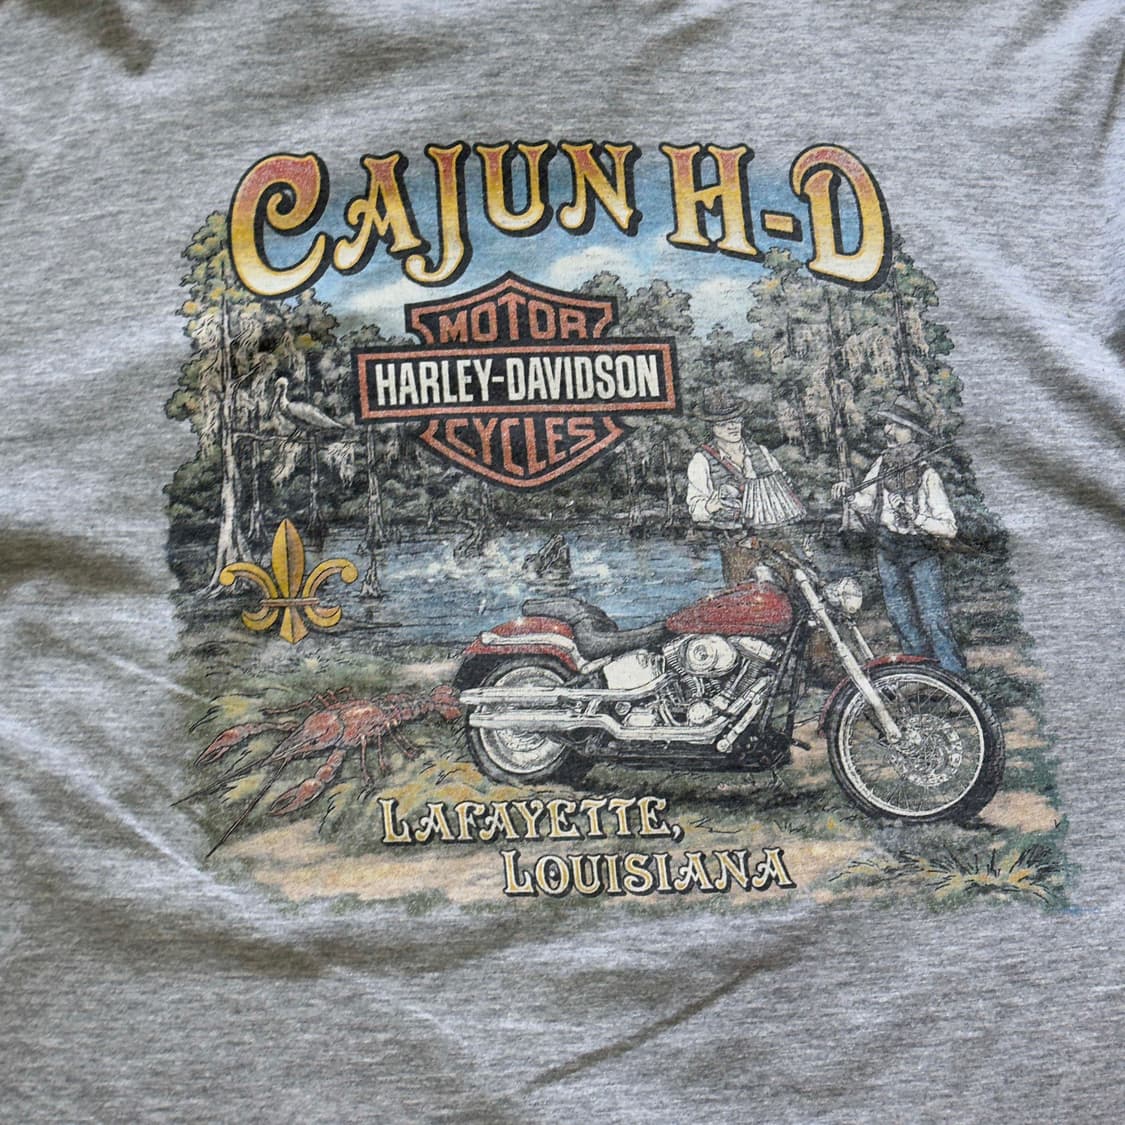 CAJUN H-D
MOTOR
HARLEY-DAVIDSON
CYCLES
LAFAYETTE,
LOUISIANA